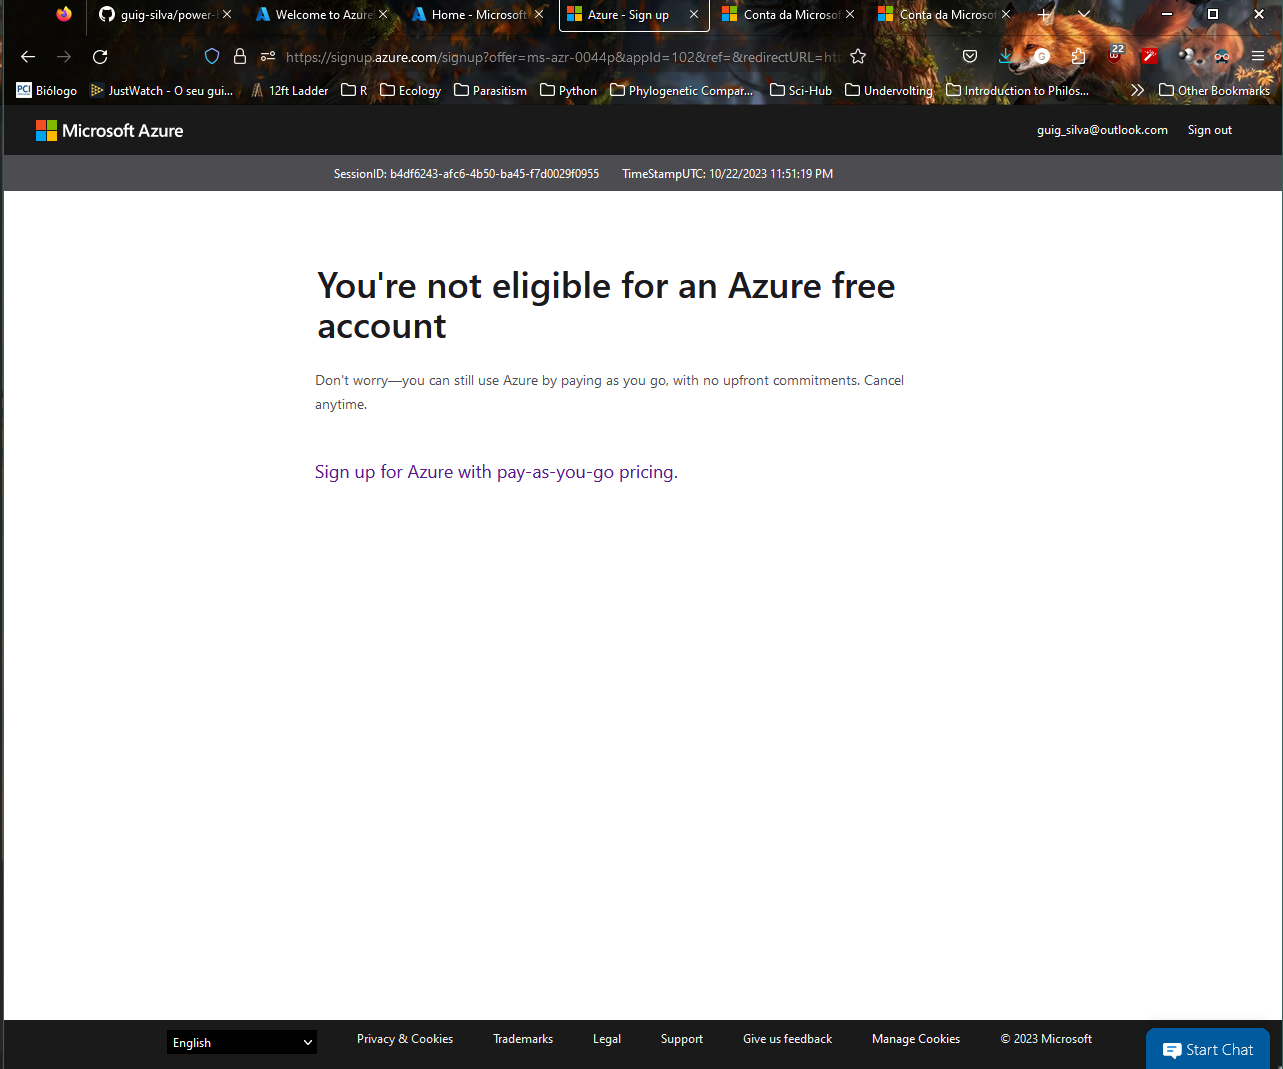 guig-silva/power-
Welcome to Azure
Home - Microsoft
Azure - Sign up
Conta da Microsof
Conta da Microsof
https://signup.azure.com/signup?offer=ms-azr-0044p&appId=102&ref=&redirectURL=ht
G
22
PCI Biólogo
JustWatch - O seu gui...
12ft Ladder
R
Ecology
Parasitism
Python
Phylogenetic Compar...
Sci-Hub
Undervolting
Introduction to Philos...
Other Bookmarks
Microsoft Azure
guig_silva@outlook.com
Sign out
SessionID: b4df6243-afc6-4b50-ba45-f7d0029f0955
TimeStampUTC: 10/22/2023 11:51:19 PM
You're not eligible for an Azure free
account
Don't worry—you can still use Azure by paying as you go, with no upfront commitments. Cancel
anytime.
Sign up for Azure with pay-as-you-go pricing.
English
Privacy & Cookies
Trademarks
Legal
Support
Give us feedback
Manage Cookies
© 2023 Microsoft
Start Chat